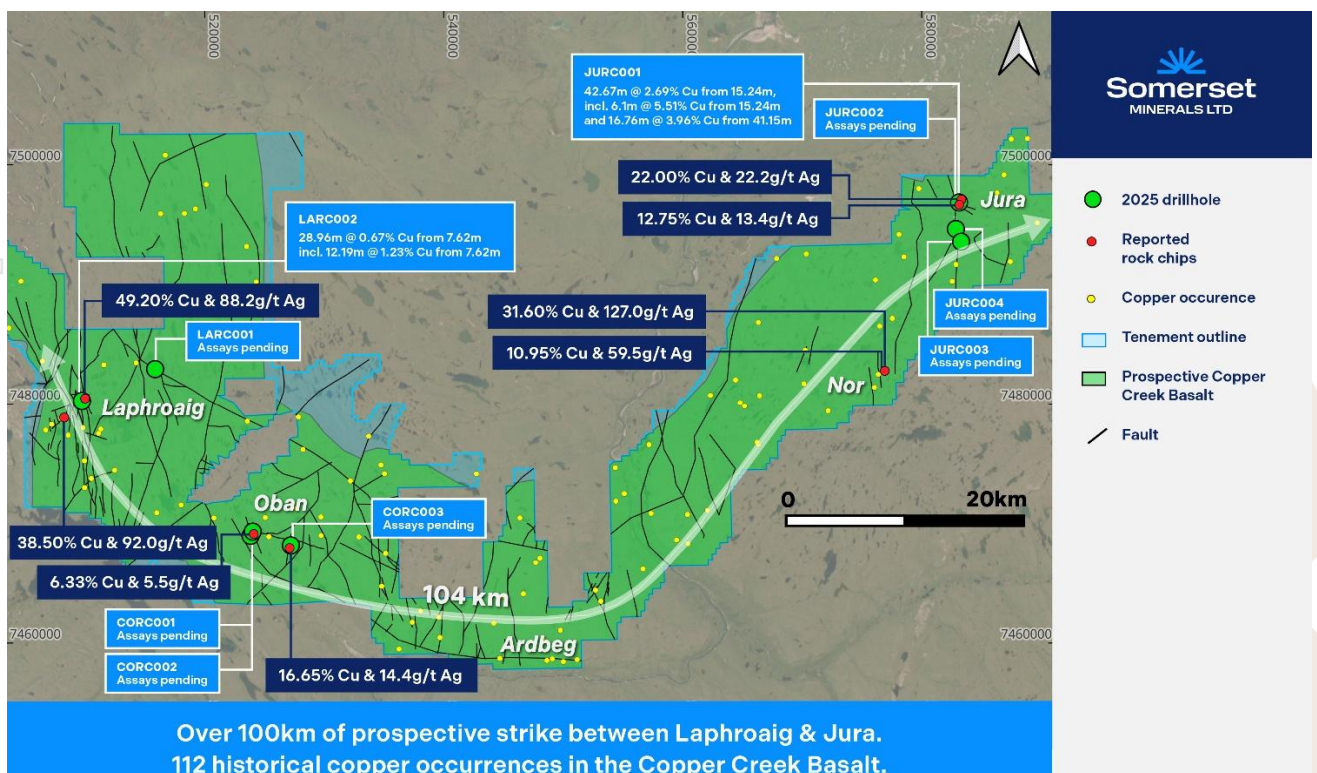 520000
540000
560000
580000
7500000
7500000
7480000
7480000
7460000
7460000
JURC001
42.67m @ 2.69% Cu from 15.24m,
incl. 6.1m @ 5.51% Cu from 15.24m
and 16.76m @ 3.96% Cu from 41.15m
JURC002
Assays pending
22.00% Cu & 22.2g/t Ag
12.75% Cu & 13.4g/t Ag
Jura
LARC002
28.96m @ 0.67% Cu from 7.62m
incl. 12.19m @ 1.23% Cu from 7.62m
49.20% Cu & 88.2g/t Ag
LARC001
Assays pending
31.60% Cu & 127.0g/t Ag
10.95% Cu & 59.5g/t Ag
JURC004
Assays pending
JURC003
Assays pending
Nor
Laphroaig
Oban
CORC003
Assays pending
0 20km
38.50% Cu & 92.0g/t Ag
6.33% Cu & 5.5g/t Ag
104 km
CORC001
Assays pending
CORC002
Assays pending
Ardbeg
16.65% Cu & 14.4g/t Ag
Over 100km of prospective strike between Laphroaig & Jura.
112 historical copper occurrences in the Copper Creek Basalt.
Somerset
MINERALS LTD
2025 drillhole
Reported
rock chips
Copper occurence
Tenement outline
Prospective Copper
Creek Basalt
Fault